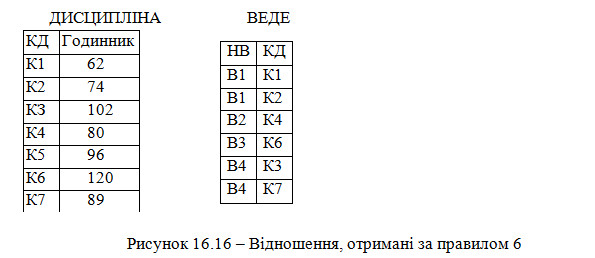 ДИСЦИПЛІНА ВЕДЕ
КД Годинник
К1 62
К2 74
К3 102
К4 80
К5 96
К6 120
К7 89
НВ КД
В1 К1
В1 К2
В2 К4
В3 К6
В4 К3
В4 К7
Рисунок 16.16 – Відношення, отримані за правилом 6